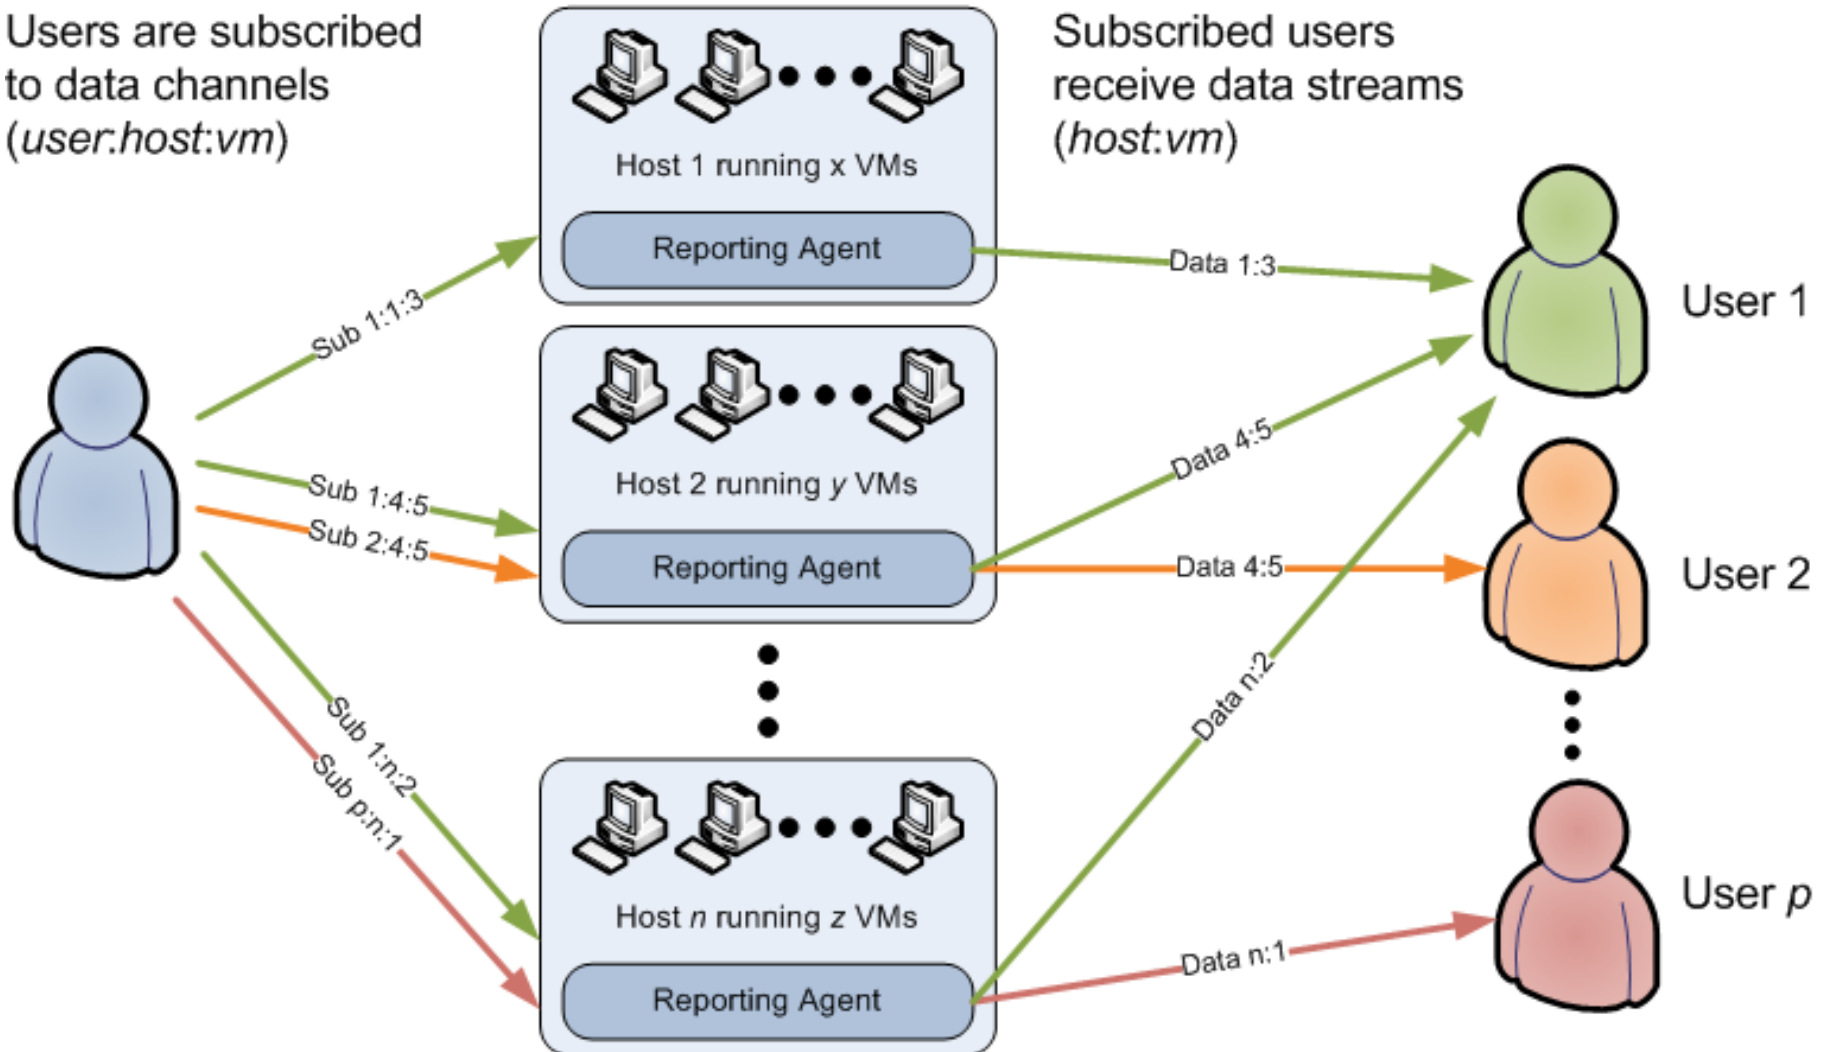 Users are subscribed
to data channels
(user:host:vm)
Subscribed users
receive data streams
(host:vm)
Host 1 running x VMs
Reporting Agent
Sub 1:1:3
Data 1:3
User 1
Host 2 running y VMs
Reporting Agent
Sub 1:4:5
Sub 2:4:5
Data 4:5
Data 4:5
User 2
Sub 1:n:2
Sub p:n:1
Host n running z VMs
Reporting Agent
Data n:2
Data n:1
User p